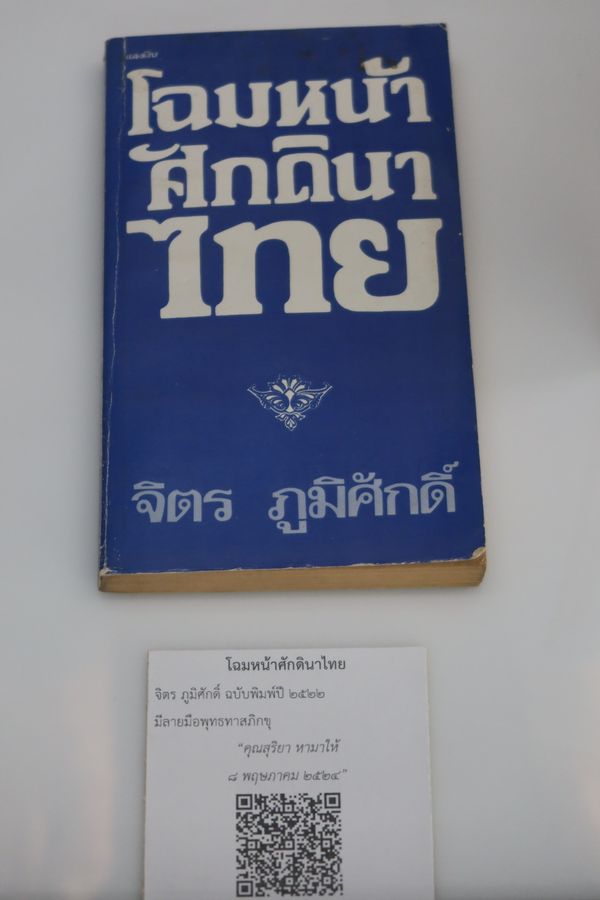 โฉมหน้า
ศักดินา
ไทย
จิตร ภูมิศักดิ์
โฉมหน้าศักดินาไทย
จิตร ภูมิศักดิ์ ฉบับพิมพ์ปี ๒๕๒๒
มีลายมือพุทธทาสภิกขุ
“คุณสุริยา หามาให้
๘ พฤษภาคม ๒๕๒๔”